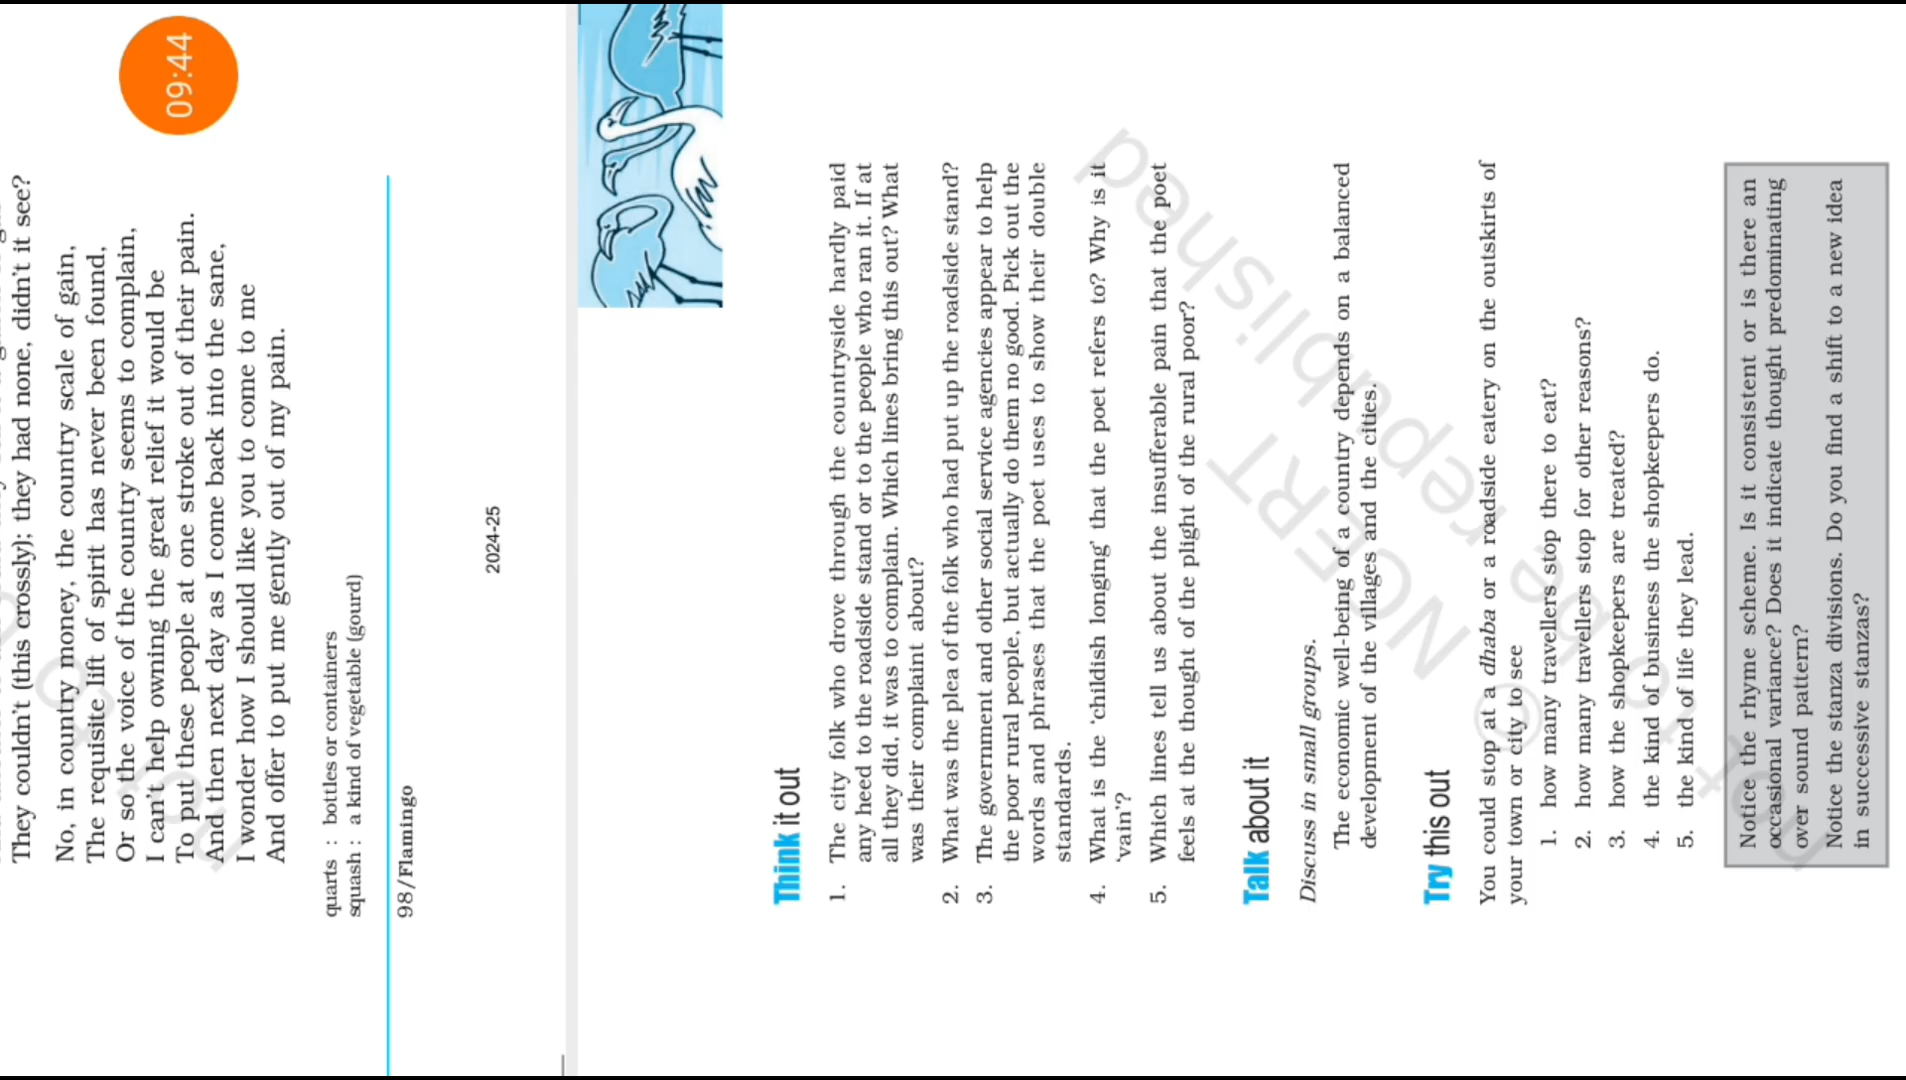 They couldn't (this crossly); they had none, didn't it see?
No, in country money, the country scale of gain,
The requisite lift of spirit has never been found,
Or so the voice of the country seems to complain,
I can't help owning the great relief it would be
To put these people at one stroke out of their pain.
And then next day as I come back into the sane,
I wonder how I should like you to come to me
And offer to put me gently out of my pain.
quarts : bottles or containers
squash : a kind of vegetable (gourd)
98/Flamingo
2024-25
09:44
Think it out
1. The city folk who drove through the countryside hardly paid
any heed to the roadside stand or to the people who ran it. If at
all they did, it was to complain. Which lines bring this out? What
was their complaint about?
2. What was the plea of the folk who had put up the roadside stand?
3. The government and other social service agencies appear to help
the poor rural people, but actually do them no good. Pick out the
words and phrases that the poet uses to show their double
standards.
4. What is the 'childish longing' that the poet refers to? Why is it
'vain'?
5. Which lines tell us about the insufferable pain that the poet
feels at the thought of the plight of the rural poor?
Talk about it
Discuss in small groups.
The economic well-being of a country depends on a balanced
development of the villages and the cities.
Try this out
You could stop at a dhaba or a roadside eatery on the outskirts of
your town or city to see
1. how many travellers stop there to eat?
2. how many travellers stop for other reasons?
3. how the shopkeepers are treated?
4. the kind of business the shopkeepers do.
5. the kind of life they lead.
Notice the rhyme scheme. Is it consistent or is there an
occasional variance? Does it indicate thought predominating
over sound pattern?
Notice the stanza divisions. Do you find a shift to a new idea
in successive stanzas?
© NCERT
not to be republished